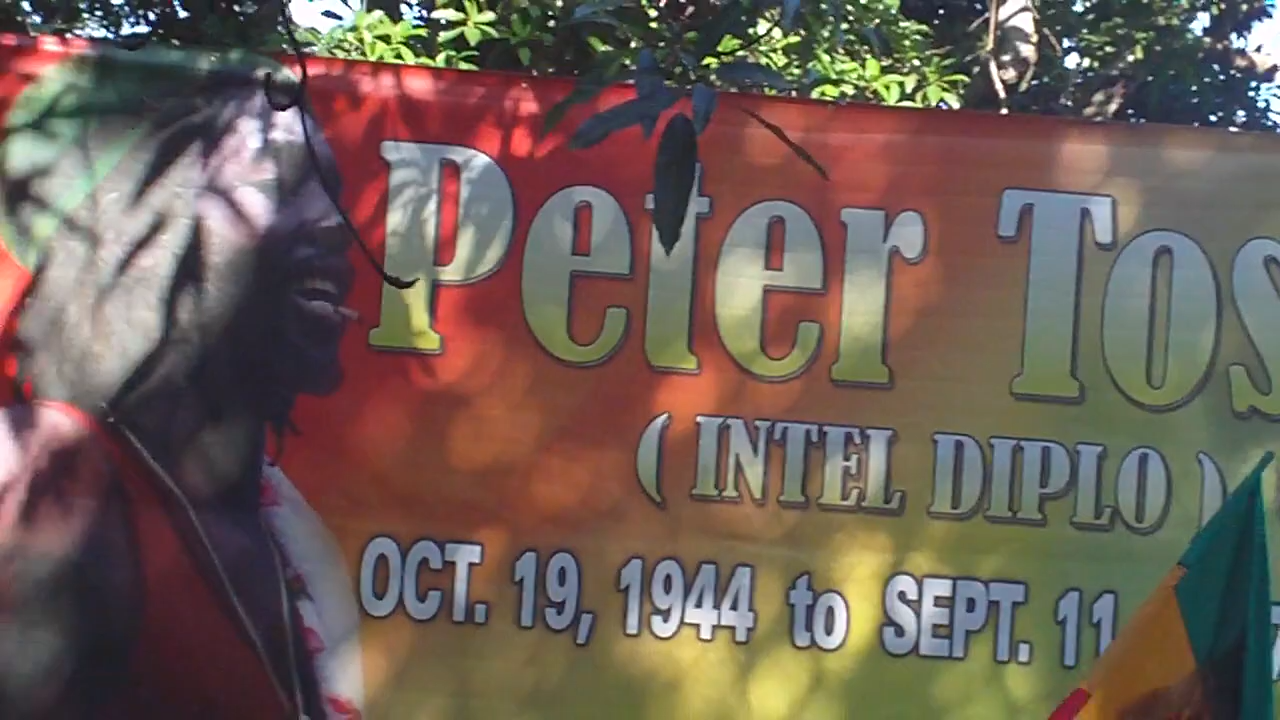 Peter Tos
( INTEL DIPLO )
OCT. 19, 1944 to SEPT. 11